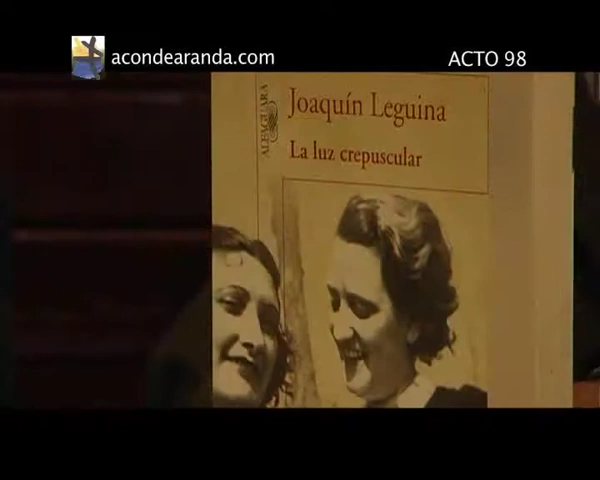 acondearanda.com
ACTO 98
ALFAGUARA
Joaquín Leguina
La luz crepuscular